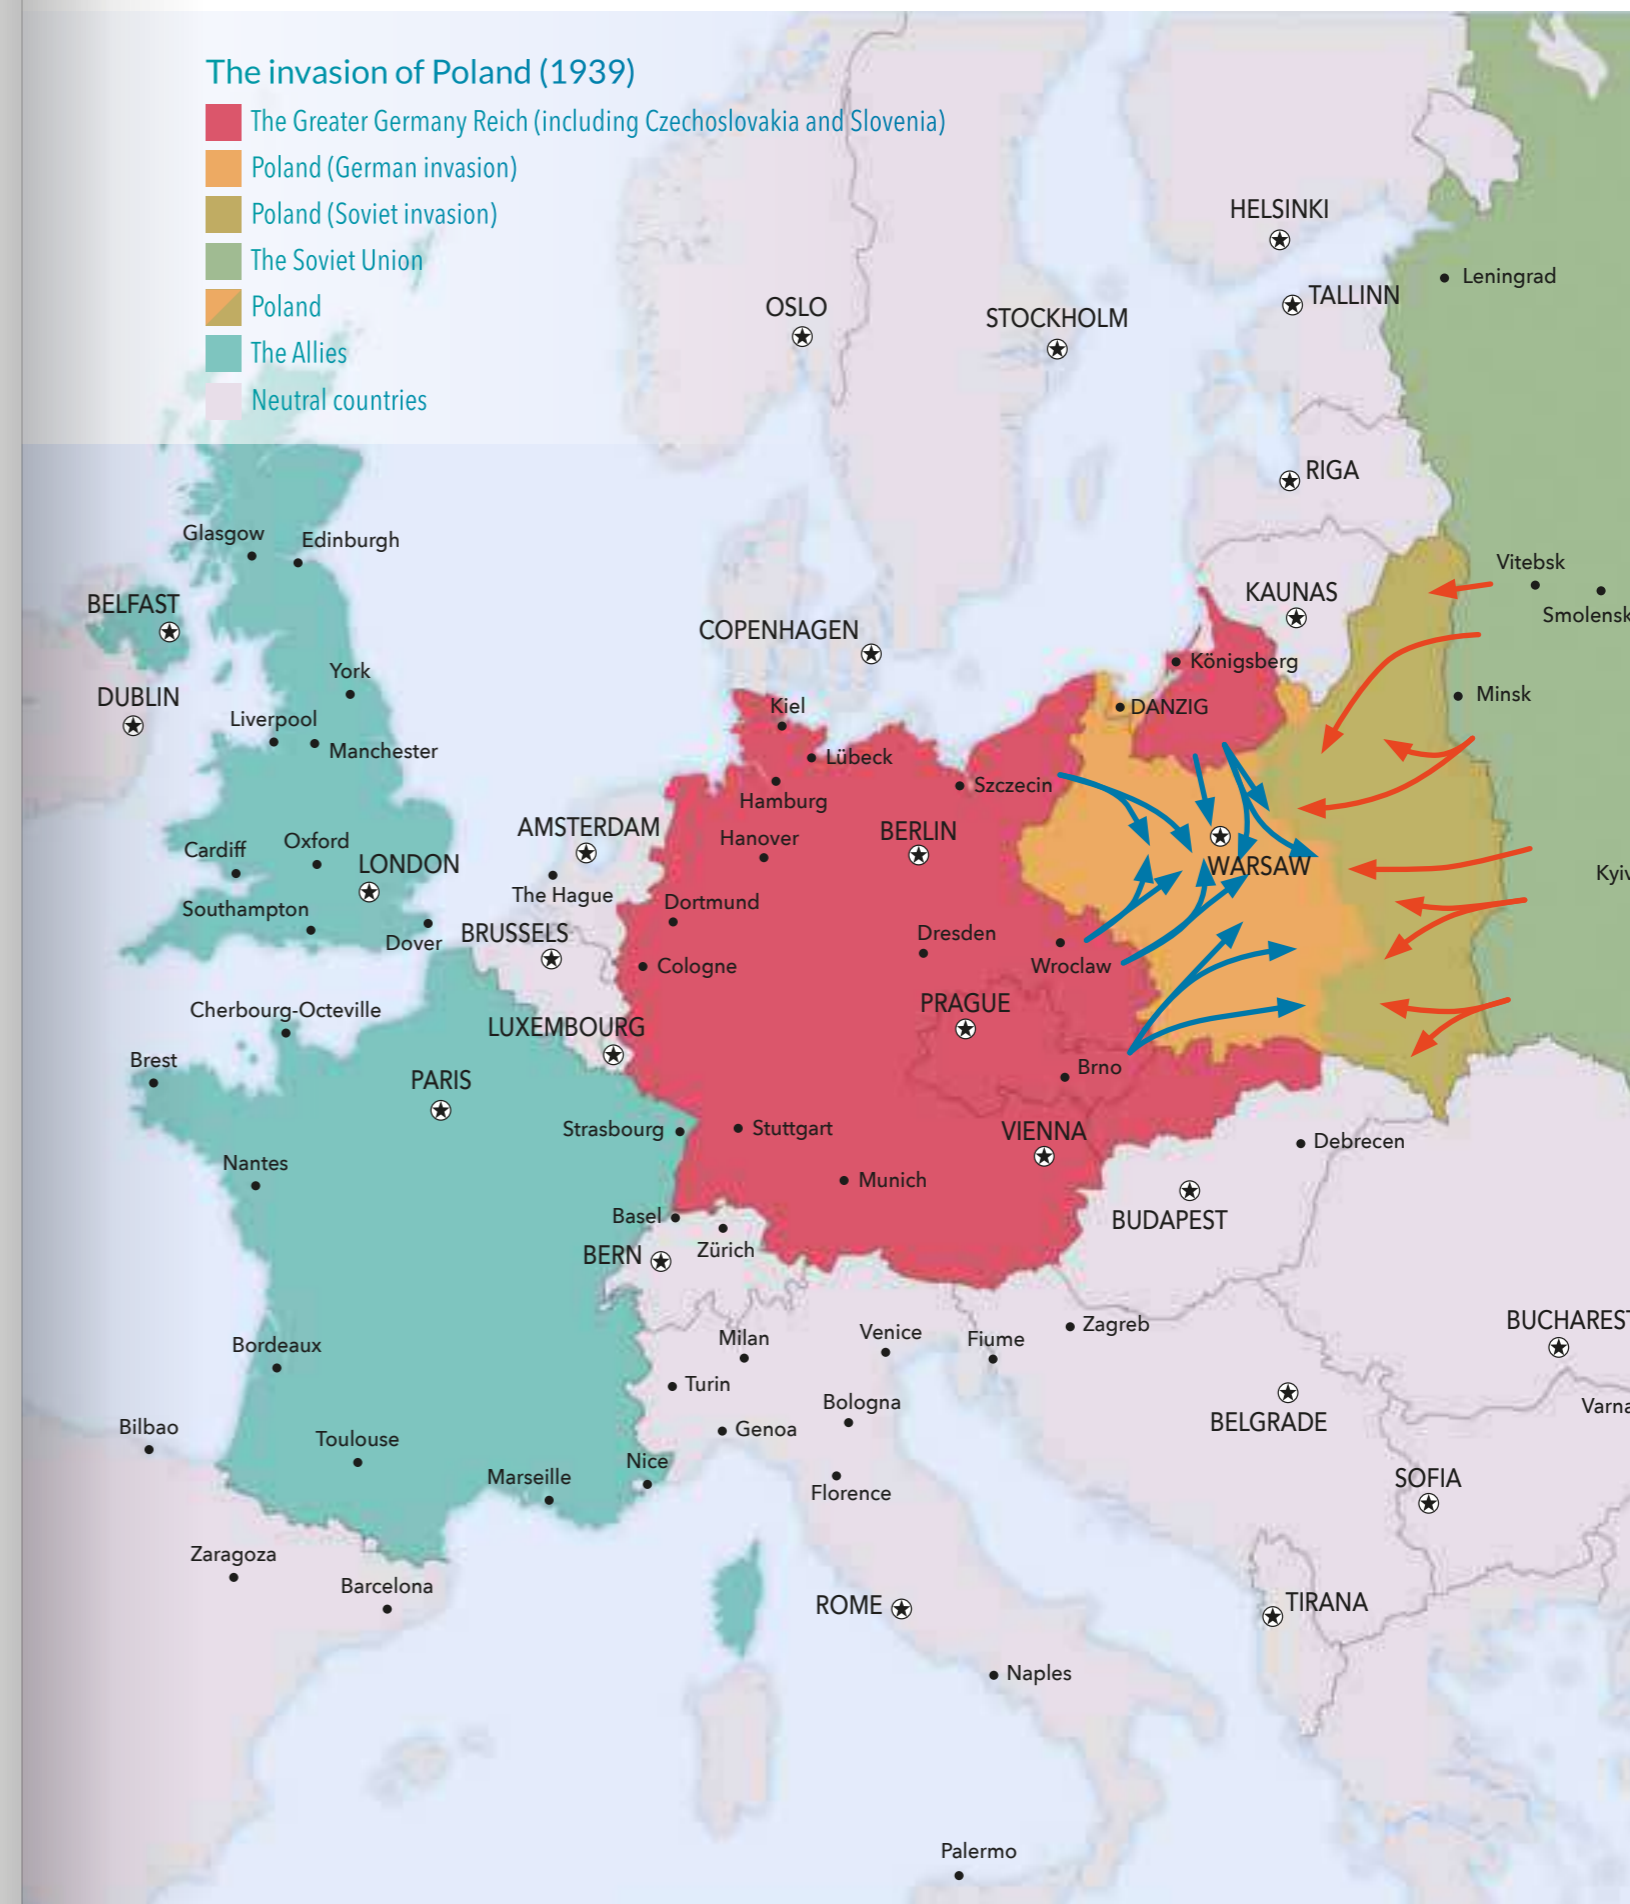 The invasion of Poland (1939)
The Greater Germany Reich (including Czechoslovakia and Slovenia)
Poland (German invasion)
Poland (Soviet invasion)
The Soviet Union
Poland
The Allies
Neutral countries
HELSINKI
Leningrad
TALLINN
OSLO
STOCKHOLM
RIGA
Glasgow
Edinburgh
Vitebsk
KAUNAS
BELFAST
Smolensk
COPENHAGEN
Königsberg
York
DUBLIN
Minsk
Kiel
DANZIG
Liverpool
Manchester
Lübeck
Szczecin
Hamburg
AMSTERDAM
Hanover
BERLIN
Oxford
Cardiff
LONDON
WARSAW
Kyiv
The Hague
Dortmund
Southampton
Dover
BRUSSELS
Dresden
Cologne
Wroclaw
Cherbourg-Octeville
PRAGUE
LUXEMBOURG
Brest
Brno
PARIS
Strasbourg
Stuttgart
VIENNA
Debrecen
Nantes
Munich
Basel
BUDAPEST
BERN
Zürich
BUCHAREST
Zagreb
Venice
Milan
Fiume
Bordeaux
Turin
Bologna
Varna
BELGRADE
Bilbao
Genoa
Toulouse
Nice
Marseille
SOFIA
Florence
Zaragoza
Barcelona
ROME
TIRANA
Naples
Palermo